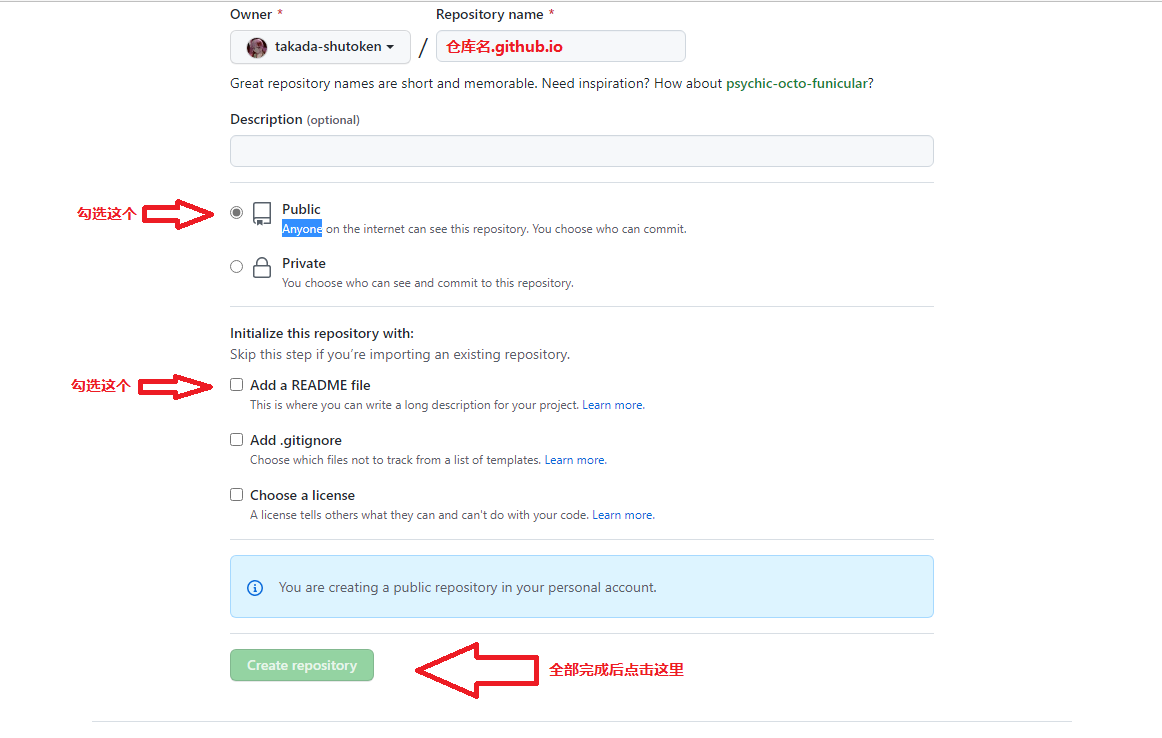 Owner * Repository name *
takada-shutoken / 仓库名.github.io
Great repository names are short and memorable. Need inspiration? How about psychic-octo-funicular?
Description (optional)
勾选这个 Public
Anyone on the internet can see this repository. You choose who can commit.
Private
You choose who can see and commit to this repository.
Initialize this repository with:
Skip this step if you're importing an existing repository.
勾选这个 Add a README file
This is where you can write a long description for your project. Learn more.
Add .gitignore
Choose which files not to track from a list of templates. Learn more.
Choose a license
A license tells others what they can and can't do with your code. Learn more.
You are creating a public repository in your personal account.
Create repository 全部完成后点击这里